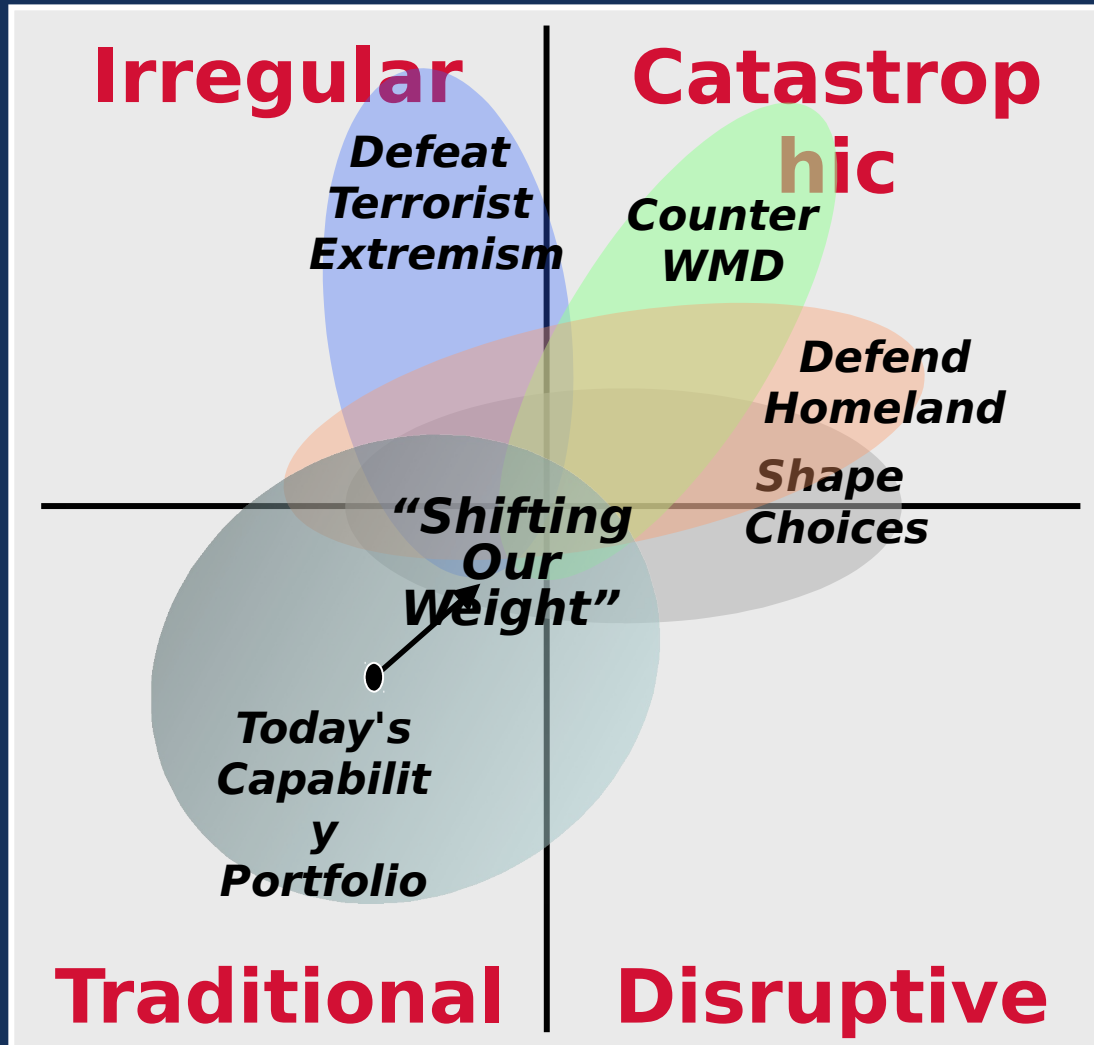 Irregular
Catastrop
hic
Defeat
Terrorist
Extremism
Counter
WMD
Defend
Homeland
Shape
Choices
“Shifting
Our
Weight”
Today's
Capabilit
y
Portfolio
Traditional
Disruptive